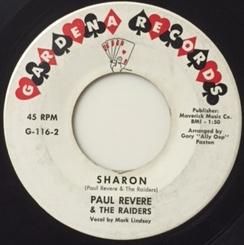 GARDENA RECORDS
45 RPM
G-116-2
Publisher:
Maverick Music Co.
BMI - 1:50
Arranged by
Gary "Ally Oop"
Paxton
SHARON
(Paul Revere & The Raiders)
PAUL REVERE
& THE RAIDERS
Vocal by Mark Lindsay